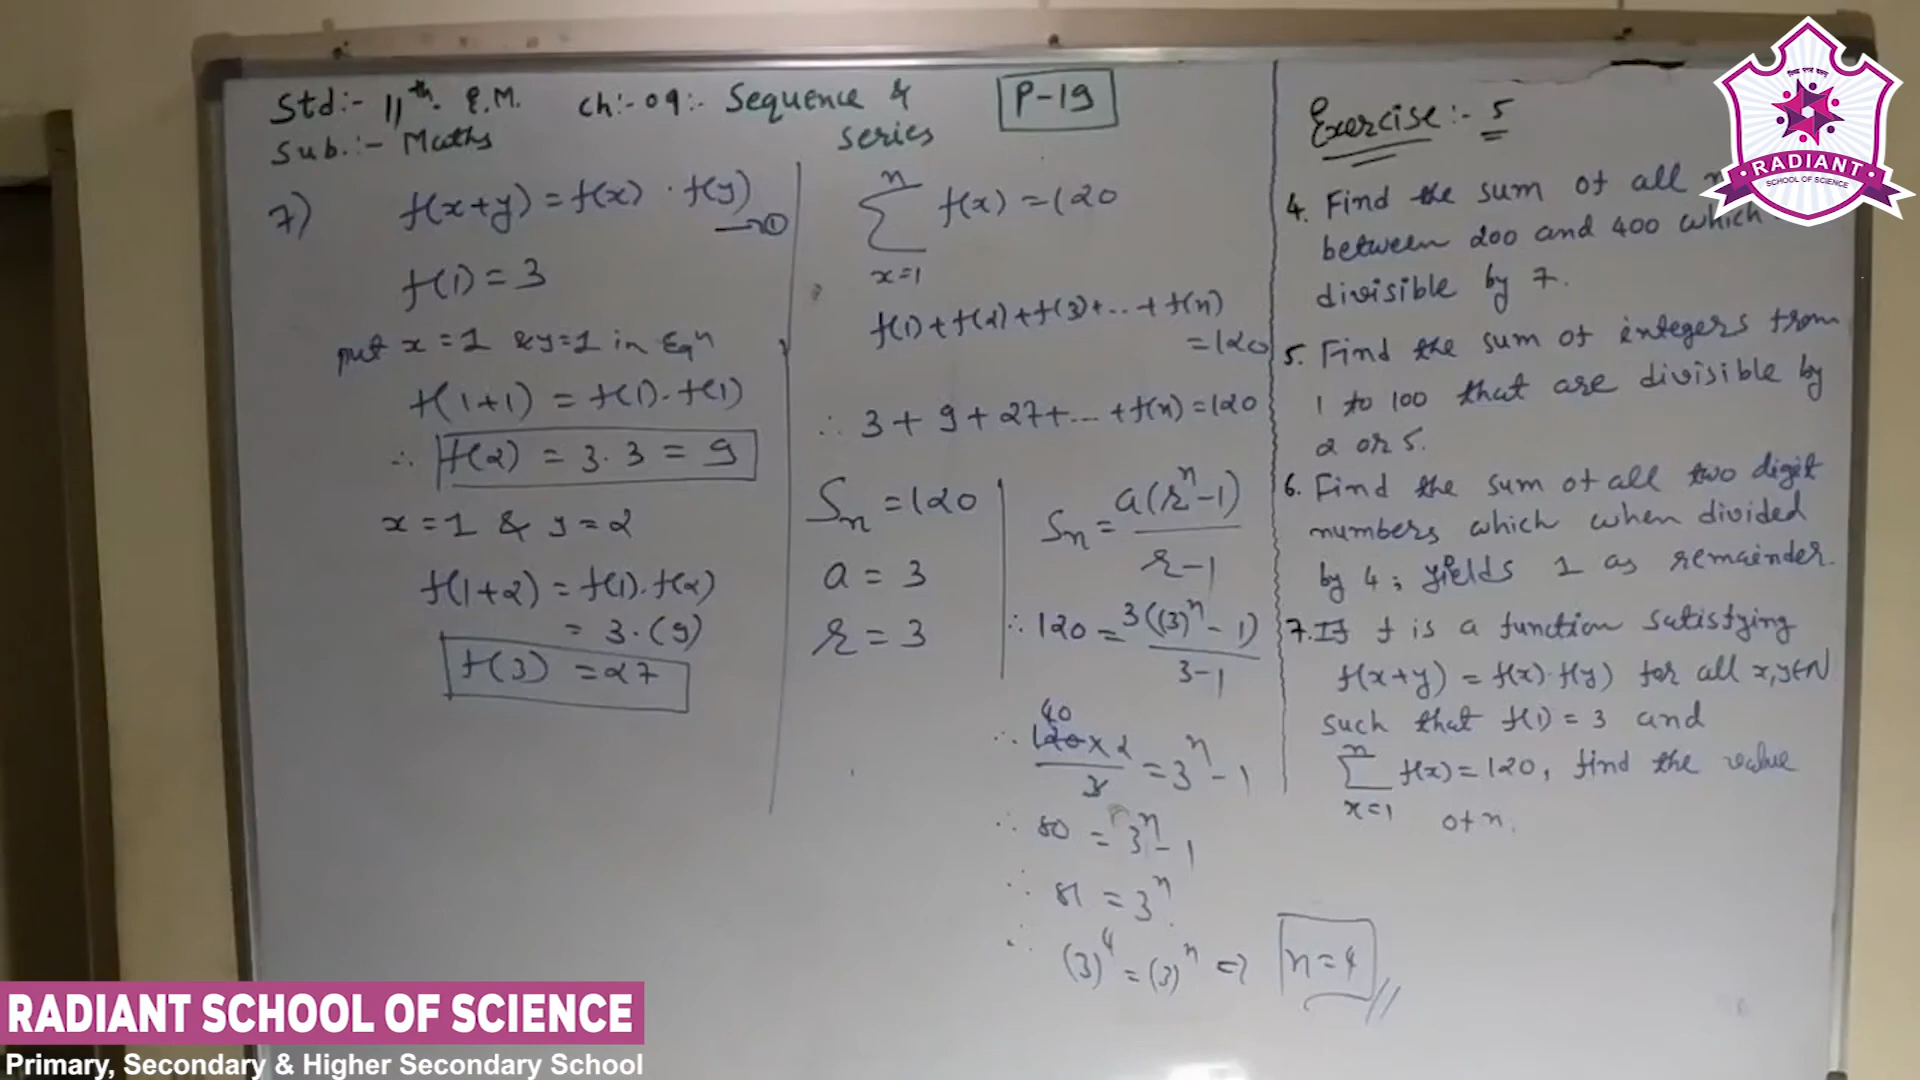 Std:- 11th. E.M. Ch:- 09:- Sequence & series P-19
Sub.:- Maths
7) f(x+y) = f(x) · f(y) → ①
f(1) = 3
put x = 1 & y = 1 in Eqn
f(1+1) = f(1)·f(1)
∴ f(2) = 3·3 = 9
x = 1 & y = 2
f(1+2) = f(1)·f(2)
= 3·(9)
f(3) = 27
n
∑ f(x) = 120
x=1
f(1)+f(2)+f(3)+...+f(n)
= 120
∴ 3+9+27+...+f(n) = 120
Sn = 120
a = 3
r = 3
Sn = a(r^n-1)
r-1
∴ 120 = 3((3)^n - 1)
3-1
40
∴ 120×2 = 3^n - 1
3
∴ 80 = 3^n - 1
∴ 81 = 3^n
∴ (3)^4 = (3)^n ⇒ n = 4
Exercise:- 5
4. Find the sum of all
between 200 and 400 which
divisible by 7.
5. Find the sum of integers from
1 to 100 that are divisible by
2 or 5.
6. Find the sum of all two digit
numbers which when divided
by 4; yields 1 as remainder.
7. If f is a function satisfying
f(x+y) = f(x)·f(y) for all x,y∈N
such that f(1) = 3 and
n
∑ f(x) = 120, find the value
x=1 of n.
RADIANT
SCHOOL OF SCIENCE
RADIANT SCHOOL OF SCIENCE
Primary, Secondary & Higher Secondary School